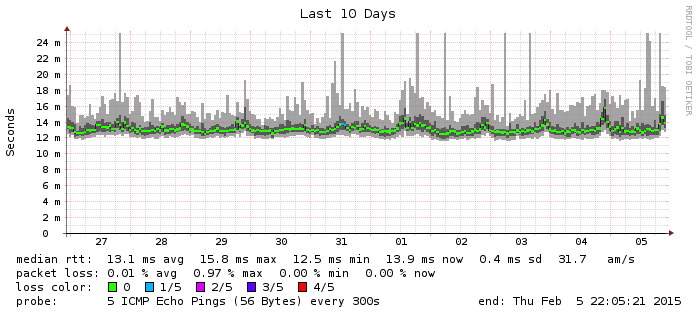 Last 10 Days
RRDTOOL / TOBI OETIKER
Seconds
24 m
22 m
20 m
18 m
16 m
14 m
12 m
10 m
8 m
6 m
4 m
2 m
0
27 28 29 30 31 01 02 03 04 05
median rtt: 13.1 ms avg 15.8 ms max 12.5 ms min 13.9 ms now 0.4 ms sd 31.7 am/s
packet loss: 0.01 % avg 0.97 % max 0.00 % min 0.00 % now
loss color: 0 1/5 2/5 3/5 4/5
probe: 5 ICMP Echo Pings (56 Bytes) every 300s end: Thu Feb 5 22:05:21 2015